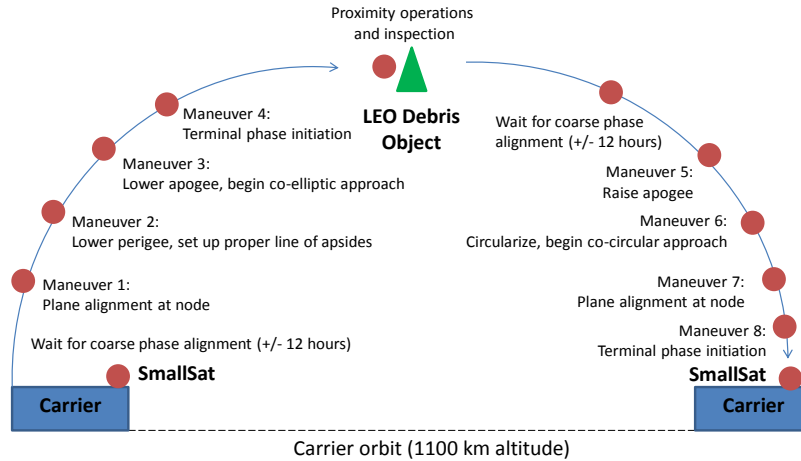 Proximity operations
and inspection
LEO Debris
Object
Maneuver 4:
Terminal phase initiation
Maneuver 3:
Lower apogee, begin co-elliptic approach
Maneuver 2:
Lower perigee, set up proper line of apsides
Maneuver 1:
Plane alignment at node
Wait for coarse phase alignment (+/- 12 hours)
SmallSat
Carrier
Wait for coarse phase
alignment (+/- 12 hours)
Maneuver 5:
Raise apogee
Maneuver 6:
Circularize, begin co-circular approach
Maneuver 7:
Plane alignment at node
Maneuver 8:
Terminal phase initiation
SmallSat
Carrier
Carrier orbit (1100 km altitude)